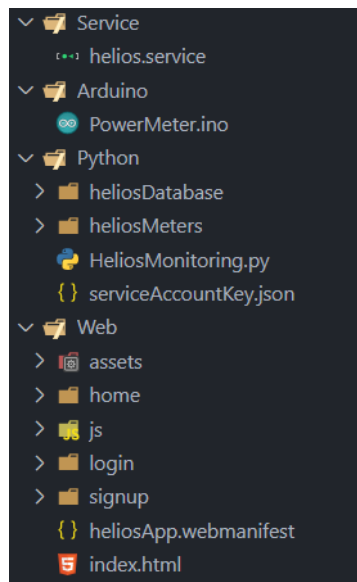 Service
helios.service
Arduino
PowerMeter.ino
Python
heliosDatabase
heliosMeters
HeliosMonitoring.py
serviceAccountKey.json
Web
assets
home
js
login
signup
heliosApp.webmanifest
index.html